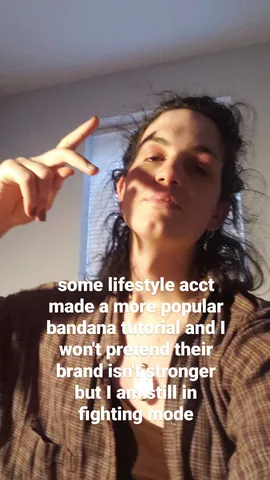 some lifestyle acct
made a more popular
bandana tutorial and I
won't pretend their
brand isn't stronger
but I am still in
fighting mode